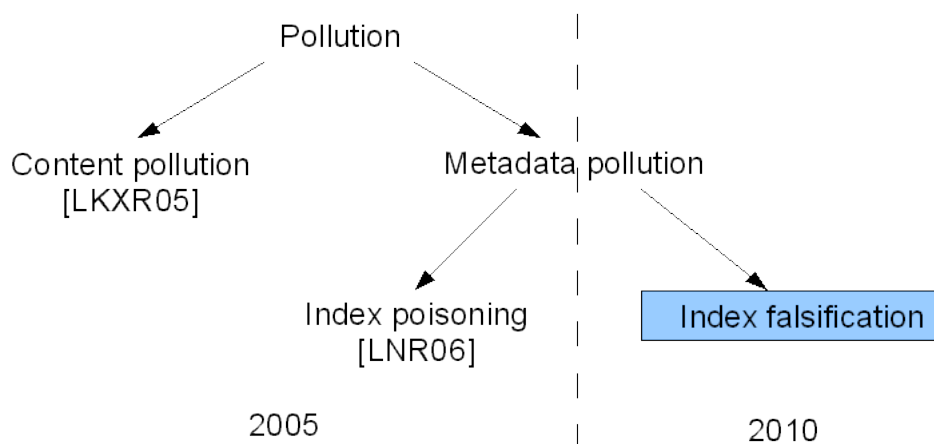 Pollution
Content pollution
[LKXR05]
Metadata pollution
Index poisoning
[LNR06]
Index falsification
2005
2010